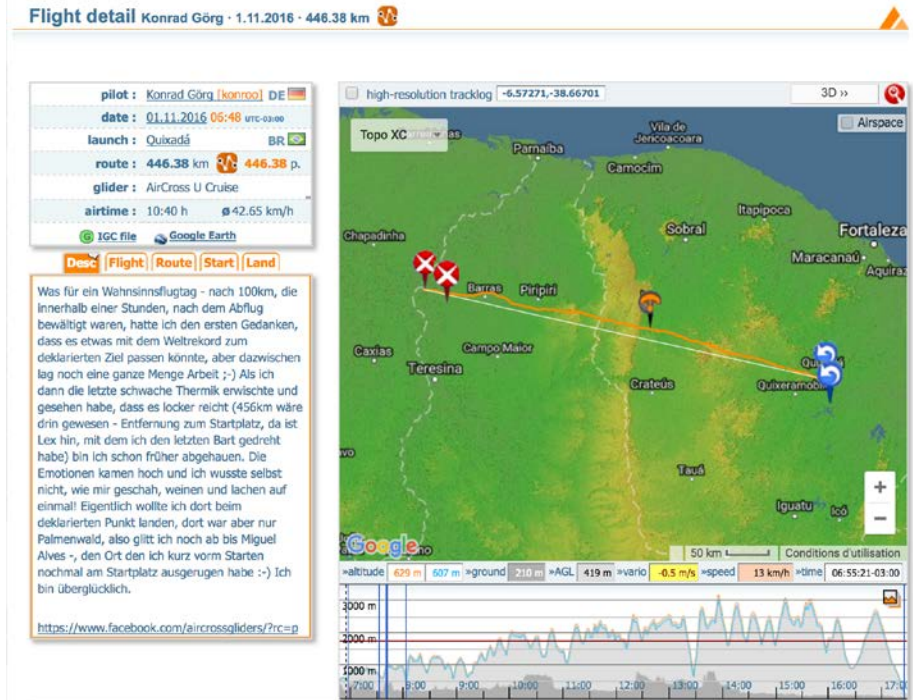 Flight detail Konrad Görg · 1.11.2016 · 446.38 km
pilot : Konrad Görg [konroo] DE
date : 01.11.2016 06:48 UTC-03:00
launch : Quixadá BR
route : 446.38 km 446.38 p.
glider : AirCross U Cruise
airtime : 10:40 h ø 42.65 km/h
IGC file Google Earth
Desc Flight Route Start Land
Was für ein Wahnsinnsflugtag - nach 100km, die
innerhalb einer Stunden, nach dem Abflug
bewältigt waren, hatte ich den ersten Gedanken,
dass es etwas mit dem Weltrekord zum
deklarierten Ziel passen könnte, aber dazwischen
lag noch eine ganze Menge Arbeit ;-) Als ich
dann die letzte schwache Thermik erwischte und
gesehen habe, dass es locker reicht (456km wäre
drin gewesen - Entfernung zum Startplatz, da ist
Lex hin, mit dem ich den letzten Bart gedreht
habe) bin ich schon früher abgehauen. Die
Emotionen kamen hoch und ich wusste selbst
nicht, wie mir geschah, weinen und lachen auf
einmal! Eigentlich wollte ich dort beim
deklarierten Punkt landen, dort war aber nur
Palmenwald, also glitt ich noch ab bis Miguel
Alves -, den Ort den ich kurz vorm Starten
nochmal am Startplatz ausgerugen habe :-) Ich
bin überglücklich.
https://www.facebook.com/aircrossgliders/?rc=p
high-resolution tracklog -6.57271,-38.66701
3D ››
Topo XC
Airspace
Vila de
Jericoacoara
Parnaíba
Camocim
Itapipoca
Sobral
Fortaleza
Chapadinha
Maracanaú
Aquiraz
Barras
Piripiri
Caxias
Campo Maior
Teresina
Crateús
Quixeramobi
Tauá
Iguatu
Icó
+
−
Google
50 km
Conditions d'utilisation
»altitude 629 m 607 m »ground 210 m »AGL 419 m »vario -0.5 m/s »speed 13 km/h »time 06:55:21-03:00
3000 m
2000 m
1000 m
7:00 8:00 9:00 10:00 11:00 12:00 13:00 14:00 15:00 16:00 17:0